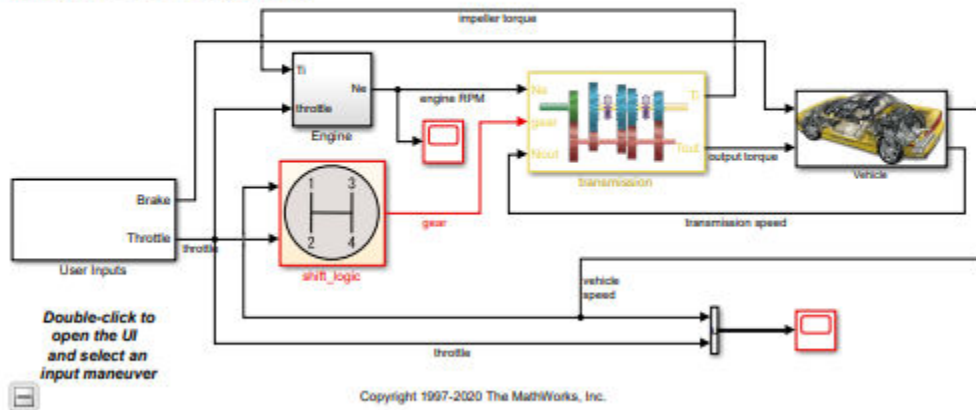 impeller torque
Ti
throttle
Ne
Engine
engine RPM
Ne
gear
Nout
Ti
Tout
transmission
output torque
Vehicle
transmission speed
Brake
Throttle
User Inputs
throttle
1 3
2 4
shift_logic
gear
vehicle
speed
throttle
Double-click to
open the UI
and select an
input maneuver
Copyright 1997-2020 The MathWorks, Inc.